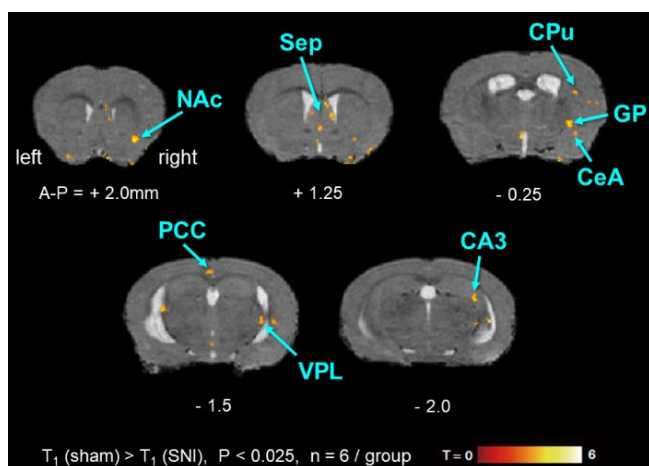 Sep
CPu
NAc
GP
left
right
CeA
A-P = + 2.0mm
+ 1.25
- 0.25
PCC
CA3
VPL
- 1.5
- 2.0
T₁ (sham) > T₁ (SNI), P < 0.025, n = 6 / group
T = 0
6